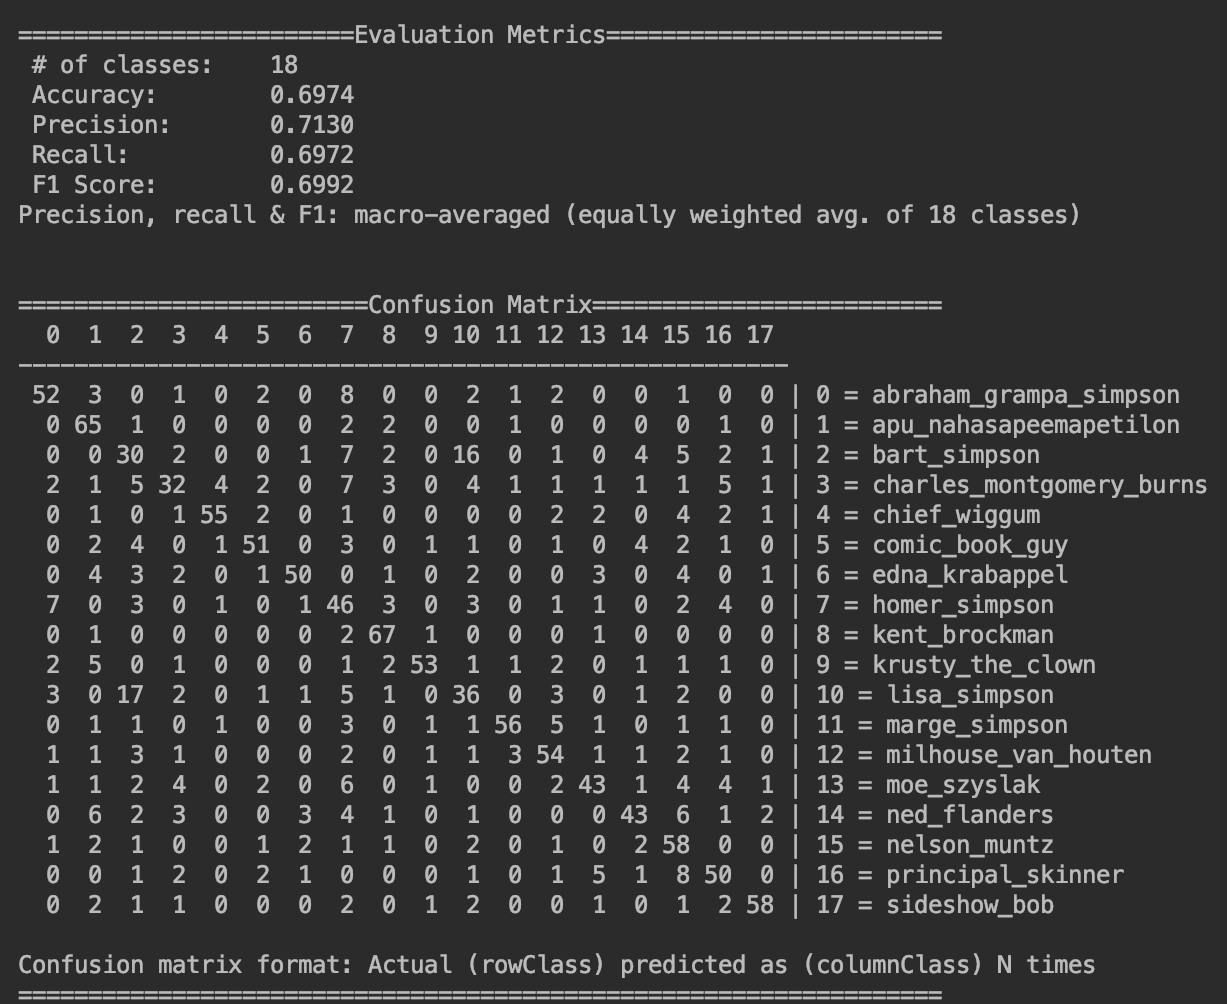 ========================Evaluation Metrics========================
# of classes:    18
Accuracy:        0.6974
Precision:       0.7130
Recall:          0.6972
F1 Score:        0.6992
Precision, recall & F1: macro-averaged (equally weighted avg. of 18 classes)
=========================Confusion Matrix=========================
  0  1  2  3  4  5  6  7  8  9 10 11 12 13 14 15 16 17
-------------------------------------------------------
 52  3  0  1  0  2  0  8  0  0  2  1  2  0  0  1  0  0 | 0 = abraham_grampa_simpson
  0 65  1  0  0  0  0  2  2  0  0  1  0  0  0  0  1  0 | 1 = apu_nahasapeemapetilon
  0  0 30  2  0  0  1  7  2  0 16  0  1  0  4  5  2  1 | 2 = bart_simpson
  2  1  5 32  4  2  0  7  3  0  4  1  1  1  1  1  5  1 | 3 = charles_montgomery_burns
  0  1  0  1 55  2  0  1  0  0  0  0  2  2  0  4  2  1 | 4 = chief_wiggum
  0  2  4  0  1 51  0  3  0  1  1  0  1  0  4  2  1  0 | 5 = comic_book_guy
  0  4  3  2  0  1 50  0  1  0  2  0  0  3  0  4  0  1 | 6 = edna_krabappel
  7  0  3  0  1  0  1 46  3  0  3  0  1  1  0  2  4  0 | 7 = homer_simpson
  0  1  0  0  0  0  0  2 67  1  0  0  0  1  0  0  0  0 | 8 = kent_brockman
  2  5  0  1  0  0  0  1  2 53  1  1  2  0  1  1  1  0 | 9 = krusty_the_clown
  3  0 17  2  0  1  1  5  1  0 36  0  3  0  1  2  0  0 | 10 = lisa_simpson
  0  1  1  0  1  0  0  3  0  1  1 56  5  1  0  1  1  0 | 11 = marge_simpson
  1  1  3  1  0  0  0  2  0  1  1  3 54  1  1  2  1  0 | 12 = milhouse_van_houten
  1  1  2  4  0  2  0  6  0  1  0  0  2 43  1  4  4  1 | 13 = moe_szyslak
  0  6  2  3  0  0  3  4  1  0  1  0  0  0 43  6  1  2 | 14 = ned_flanders
  1  2  1  0  0  1  2  1  1  0  2  0  1  0  2 58  0  0 | 15 = nelson_muntz
  0  0  1  2  0  2  1  0  0  0  1  0  1  5  1  8 50  0 | 16 = principal_skinner
  0  2  1  1  0  0  0  2  0  1  2  0  0  1  0  1  2 58 | 17 = sideshow_bob
Confusion matrix format: Actual (rowClass) predicted as (columnClass) N times
==================================================================